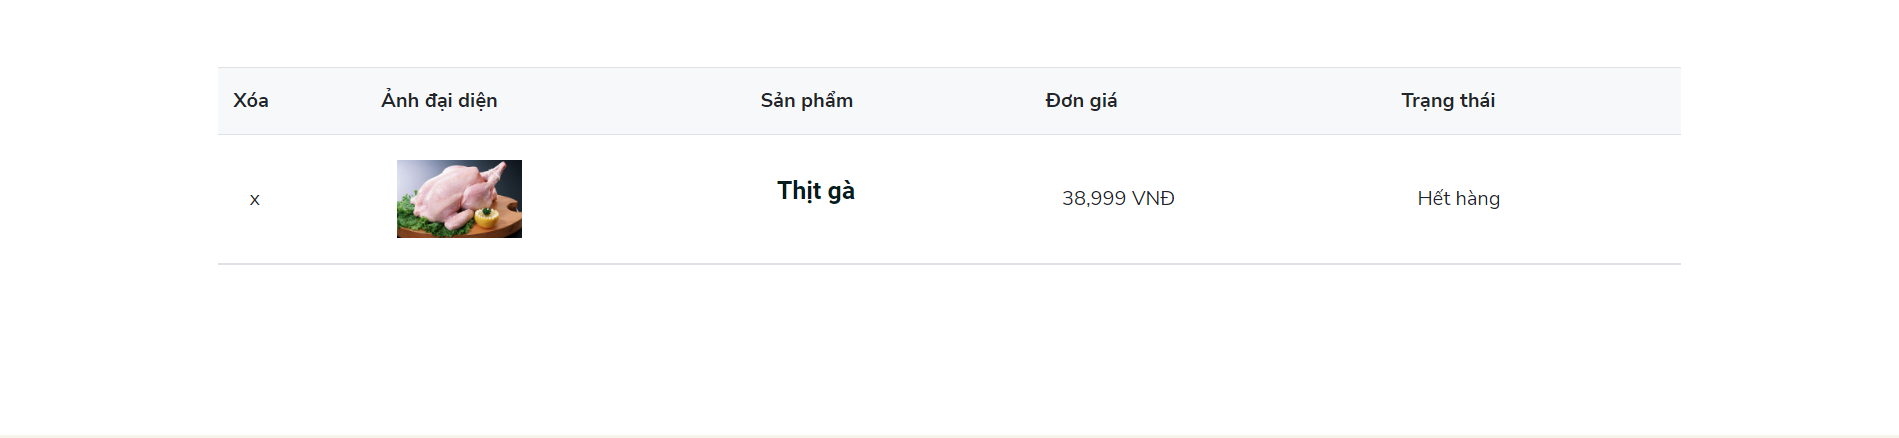 Xóa Ảnh đại diện Sản phẩm Đơn giá Trạng thái
x Thịt gà 38,999 VNĐ Hết hàng